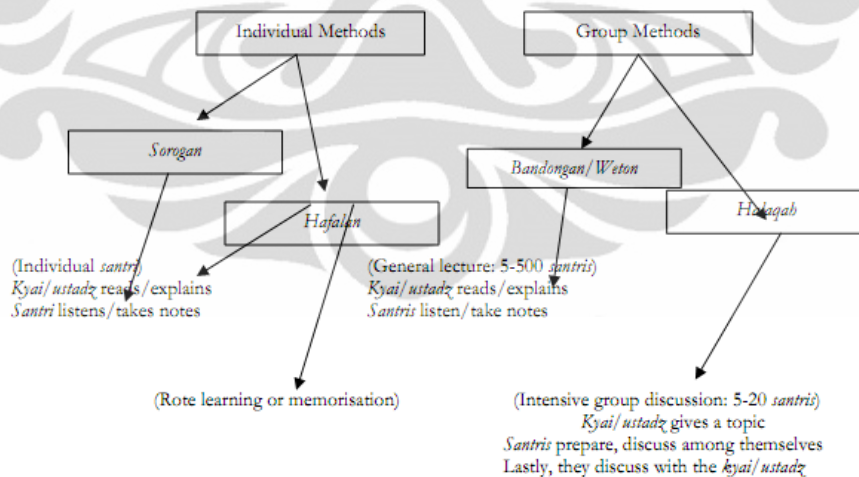 Individual Methods
Group Methods
Sorogan
Bandongan/Weton
Hafalan
Halaqah
(Individual santri)
Kyai/ustadz reads/explains
Santri listens/takes notes
(General lecture: 5-500 santris)
Kyai/ustadz reads/explains
Santris listen/take notes
(Rote learning or memorisation)
(Intensive group discussion: 5-20 santris)
Kyai/ustadz gives a topic
Santris prepare, discuss among themselves
Lastly, they discuss with the kyai/ustadz